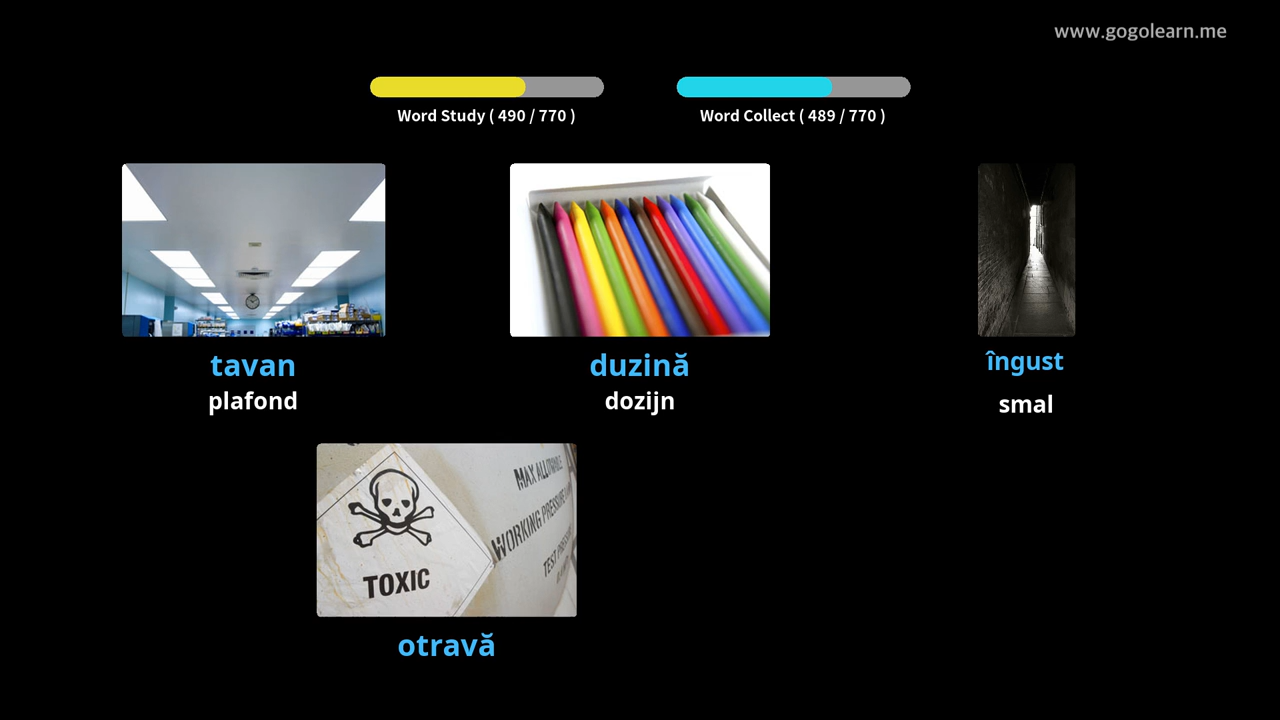 www.gogolearn.me
Word Study ( 490 / 770 )
Word Collect ( 489 / 770 )
tavan
plafond
duzină
dozijn
îngust
smal
MAX ALLOWABLE
WORKING PRESSURE
TEST PRESSURE
TOXIC
otravă